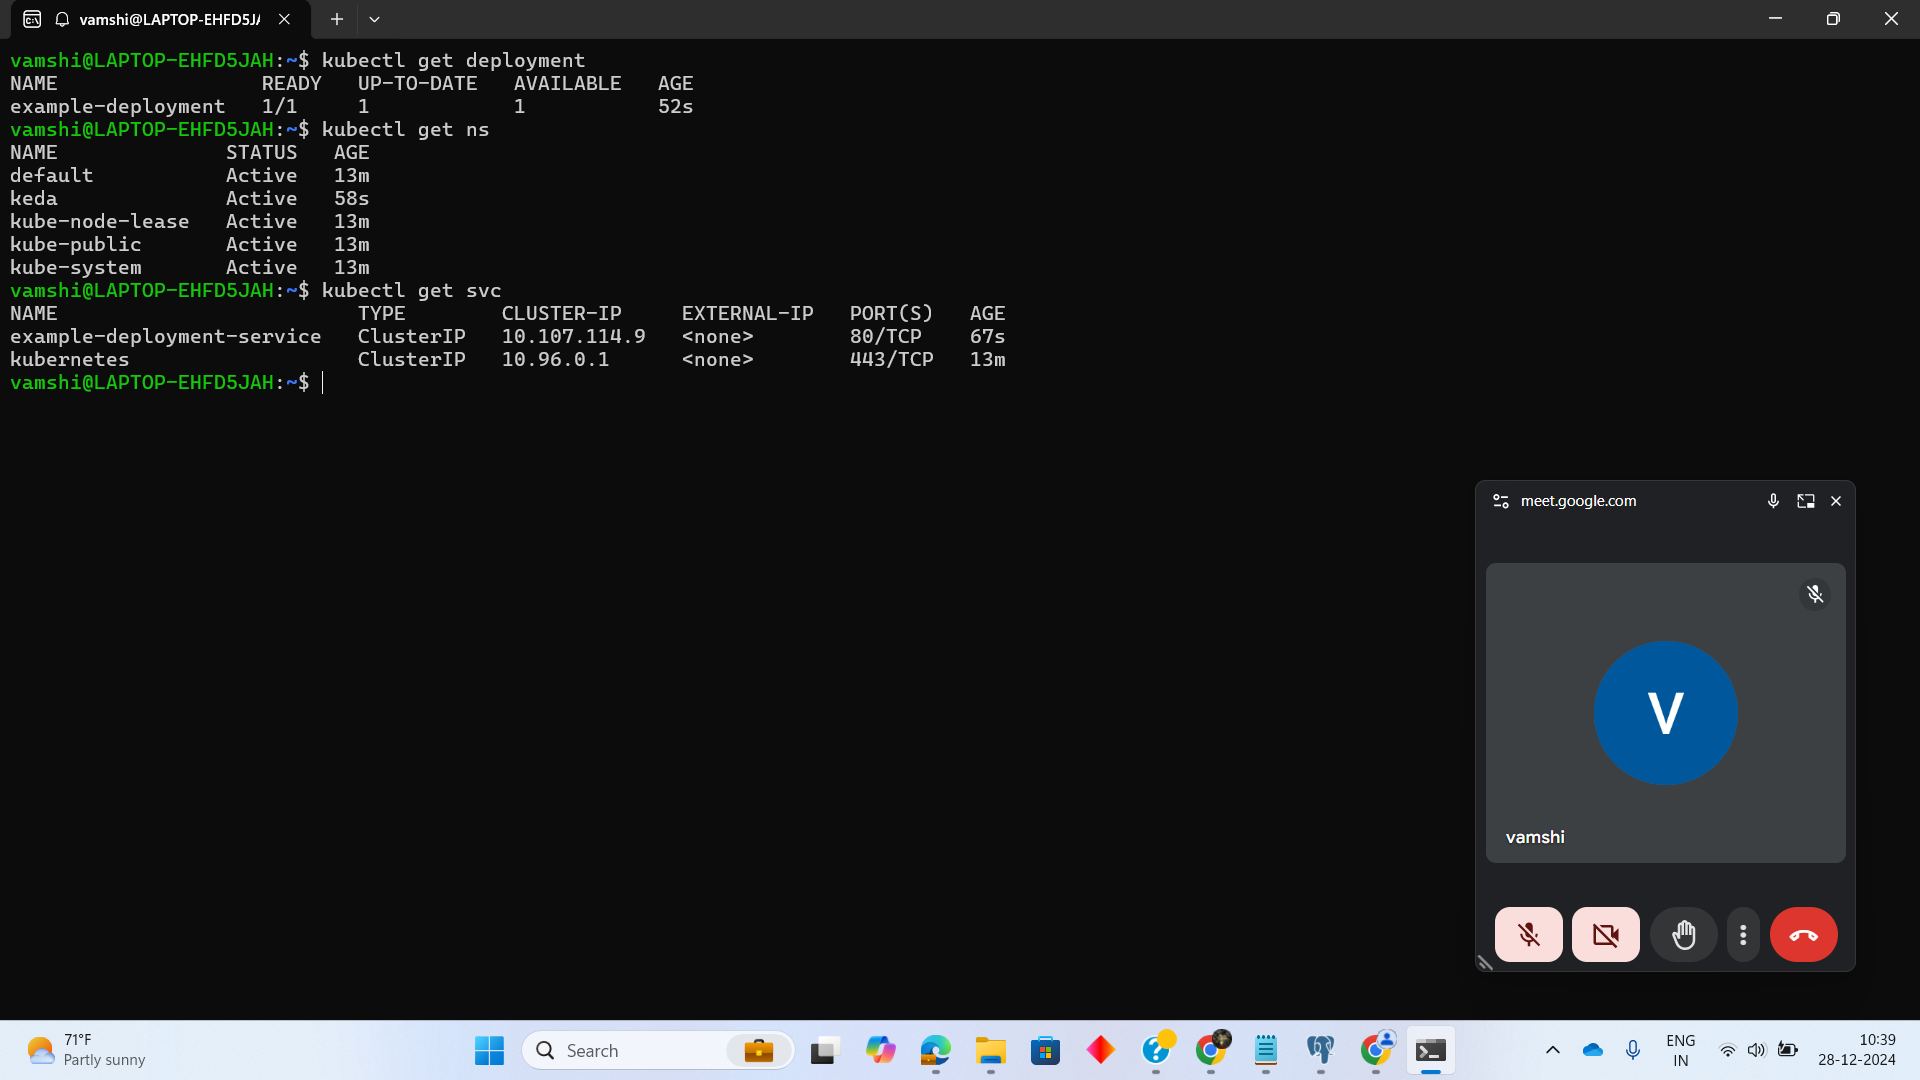 vamshi@LAPTOP-EHFD5JA
vamshi@LAPTOP-EHFD5JAH:~$ kubectl get deployment
NAME READY UP-TO-DATE AVAILABLE AGE
example-deployment 1/1 1 1 52s
vamshi@LAPTOP-EHFD5JAH:~$ kubectl get ns
NAME STATUS AGE
default Active 13m
keda Active 58s
kube-node-lease Active 13m
kube-public Active 13m
kube-system Active 13m
vamshi@LAPTOP-EHFD5JAH:~$ kubectl get svc
NAME TYPE CLUSTER-IP EXTERNAL-IP PORT(S) AGE
example-deployment-service ClusterIP 10.107.114.9 <none> 80/TCP 67s
kubernetes ClusterIP 10.96.0.1 <none> 443/TCP 13m
vamshi@LAPTOP-EHFD5JAH:~$
meet.google.com
V
vamshi
71°F
Partly sunny
Search
ENG
IN
10:39
28-12-2024